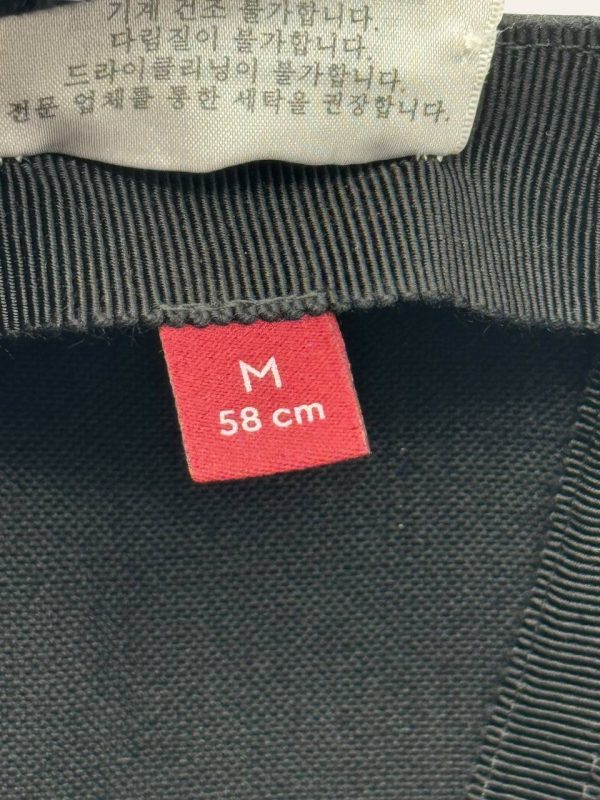 기계 건조 불가합니다.
다림질이 불가합니다.
드라이클리닝이 불가합니다.
전문 업체를 통한 세탁을 권장합니다.
M
58 cm